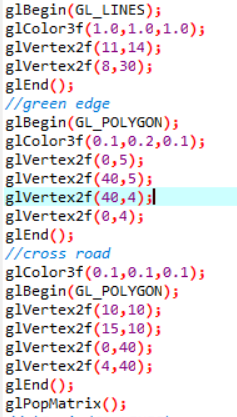 glBegin(GL_LINES);
glColor3f(1.0,1.0,1.0);
glVertex2f(11,14);
glVertex2f(8,30);
glEnd();
//green edge
glBegin(GL_POLYGON);
glColor3f(0.1,0.2,0.1);
glVertex2f(0,5);
glVertex2f(40,5);
glVertex2f(40,4);
glVertex2f(0,4);
glEnd();
//cross road
glColor3f(0.1,0.1,0.1);
glBegin(GL_POLYGON);
glVertex2f(10,10);
glVertex2f(15,10);
glVertex2f(0,40);
glVertex2f(4,40);
glEnd();
glPopMatrix();